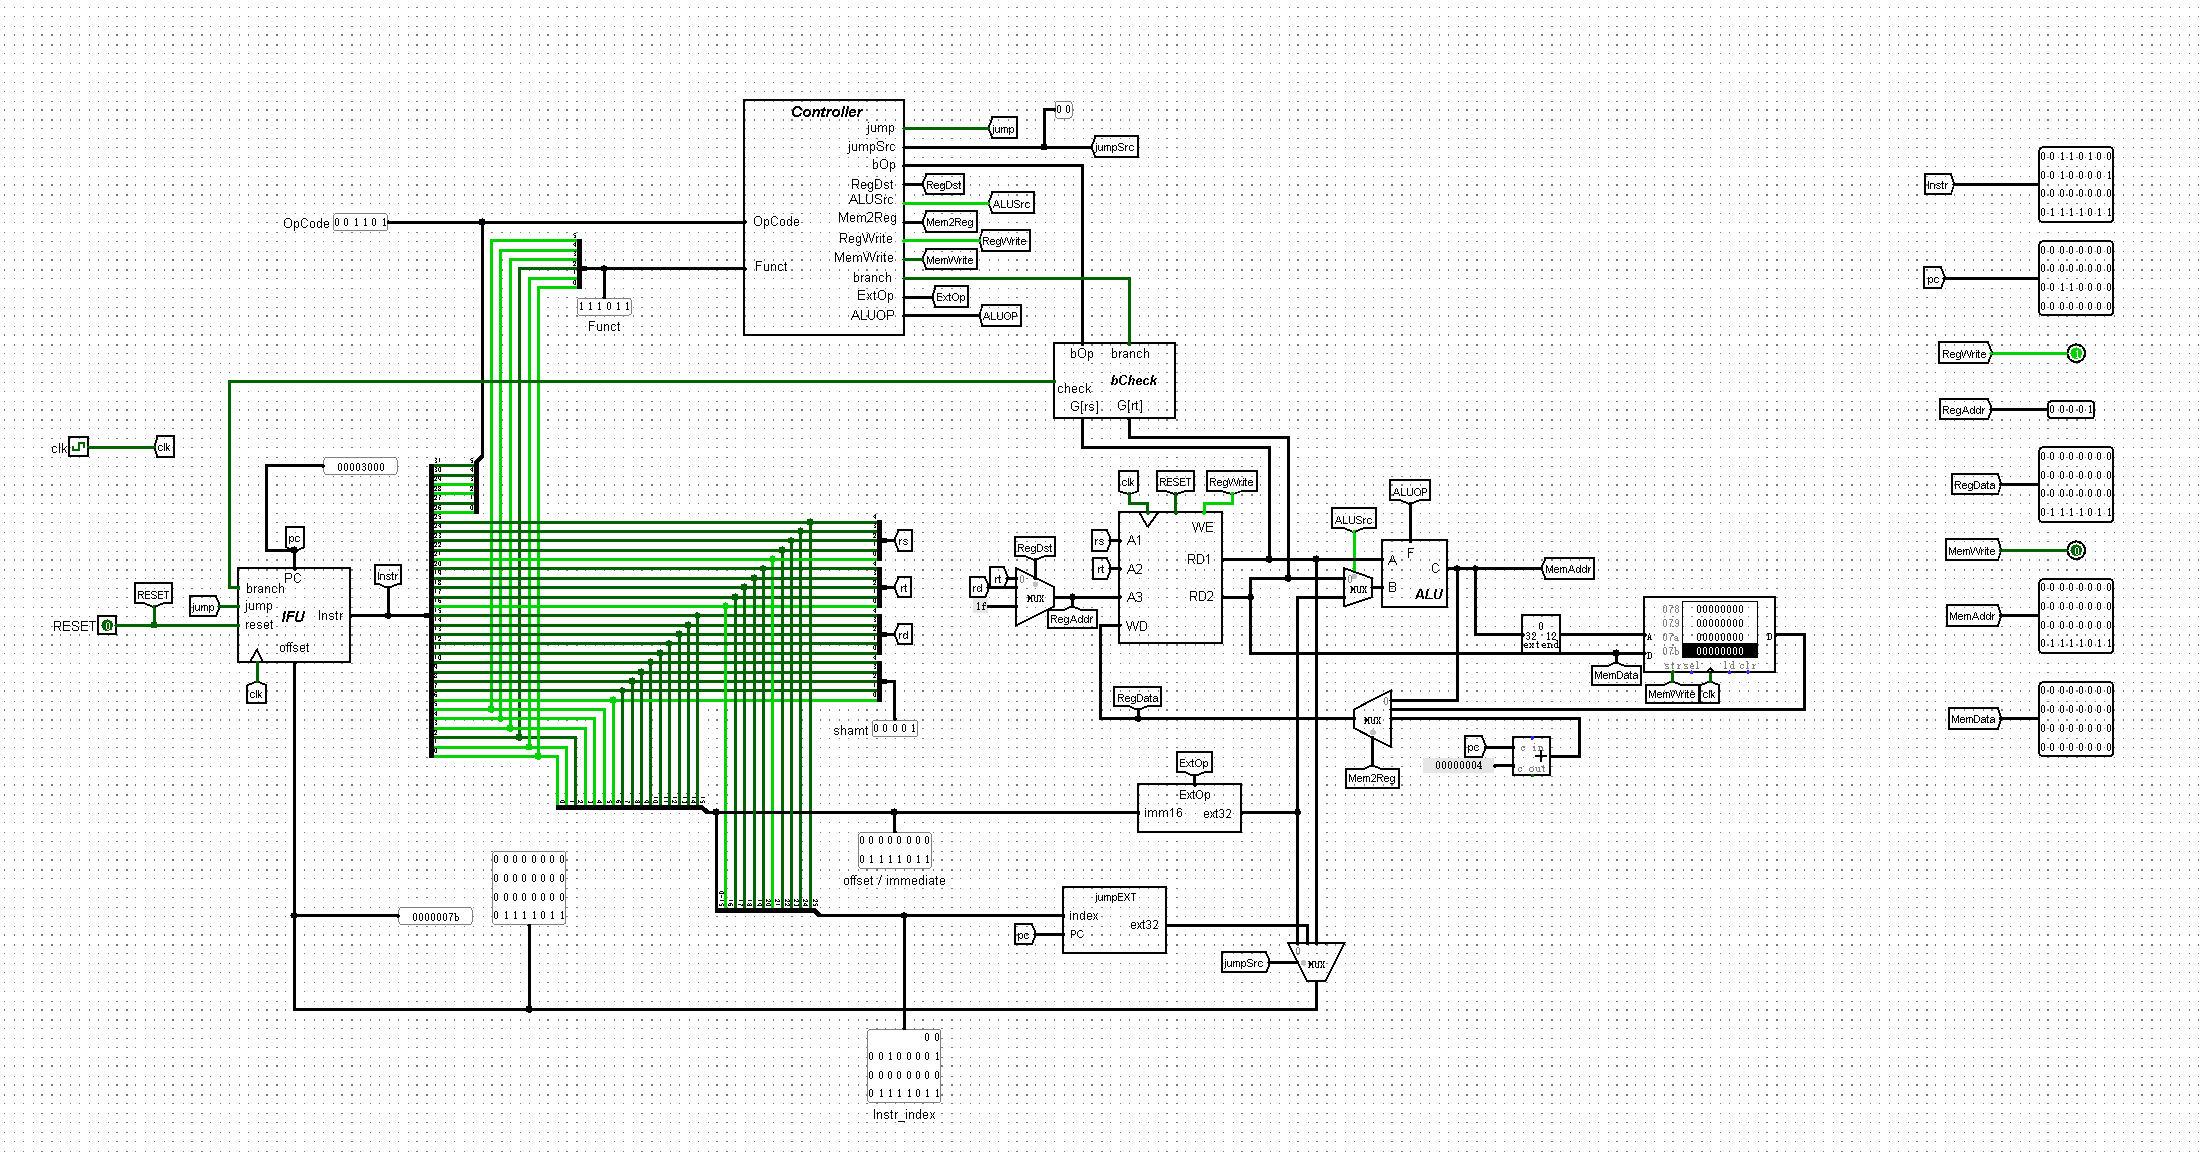 Controller
jump
jump
0 0
jumpSrc
jumpSrc
bOp
RegDst
RegDst
ALUSrc
ALUSrc
Mem2Reg
Mem2Reg
RegWrite
RegWrite
MemWrite
MemWrite
branch
ExtOp
ExtOp
ALUOP
ALUOP
OpCode
Funct
OpCode
0 0 1 1 0 1
1 1 1 0 1 1
Funct
bOp
branch
check
bCheck
G[rs]
G[rt]
clk
clk
00003000
pc
PC
branch
jump
jump
reset
IFU
Instr
offset
Instr
RESET
RESET
clk
rs
rt
rd
shamt
0 0 0 0 1
clk
RESET
RegWrite
WE
rs
A1
rt
A2
A3
WD
RD1
RD2
RegDst
rt
rd
1f
0
MUX
RegAddr
RegData
ALUSrc
0
MUX
ALUOP
F
A
B
C
ALU
MemAddr
0
32 12
extend
078 00000000
079 00000000
07a 00000000
07b 00000000
A
D
D
str sel ld clr
MemData
MemWrite
clk
0
MUX
Mem2Reg
pc
00000004
c in
+
c out
ExtOp
ExtOp
imm16
ext32
0 0 0 0 0 0 0 0
0 1 1 1 1 0 1 1
offset / immediate
0 0 0 0 0 0 0 0
0 0 0 0 0 0 0 0
0 0 0 0 0 0 0 0
0 1 1 1 1 0 1 1
0000007b
jumpEXT
index
PC
ext32
pc
jumpSrc
0
MUX
0 0
0 0 1 0 0 0 0 1
0 0 0 0 0 0 0 0
0 1 1 1 1 0 1 1
Instr_index
Instr
0 0 1 1 0 1 0 0
0 0 1 0 0 0 0 1
0 0 0 0 0 0 0 0
0 1 1 1 1 0 1 1
pc
0 0 0 0 0 0 0 0
0 0 0 0 0 0 0 0
0 0 1 1 0 0 0 0
0 0 0 0 0 0 0 0
RegWrite
1
RegAddr
0 0 0 0 1
RegData
0 0 0 0 0 0 0 0
0 0 0 0 0 0 0 0
0 0 0 0 0 0 0 0
0 1 1 1 1 0 1 1
MemWrite
0
MemAddr
0 0 0 0 0 0 0 0
0 0 0 0 0 0 0 0
0 0 0 0 0 0 0 0
0 1 1 1 1 0 1 1
MemData
0 0 0 0 0 0 0 0
0 0 0 0 0 0 0 0
0 0 0 0 0 0 0 0
0 0 0 0 0 0 0 0